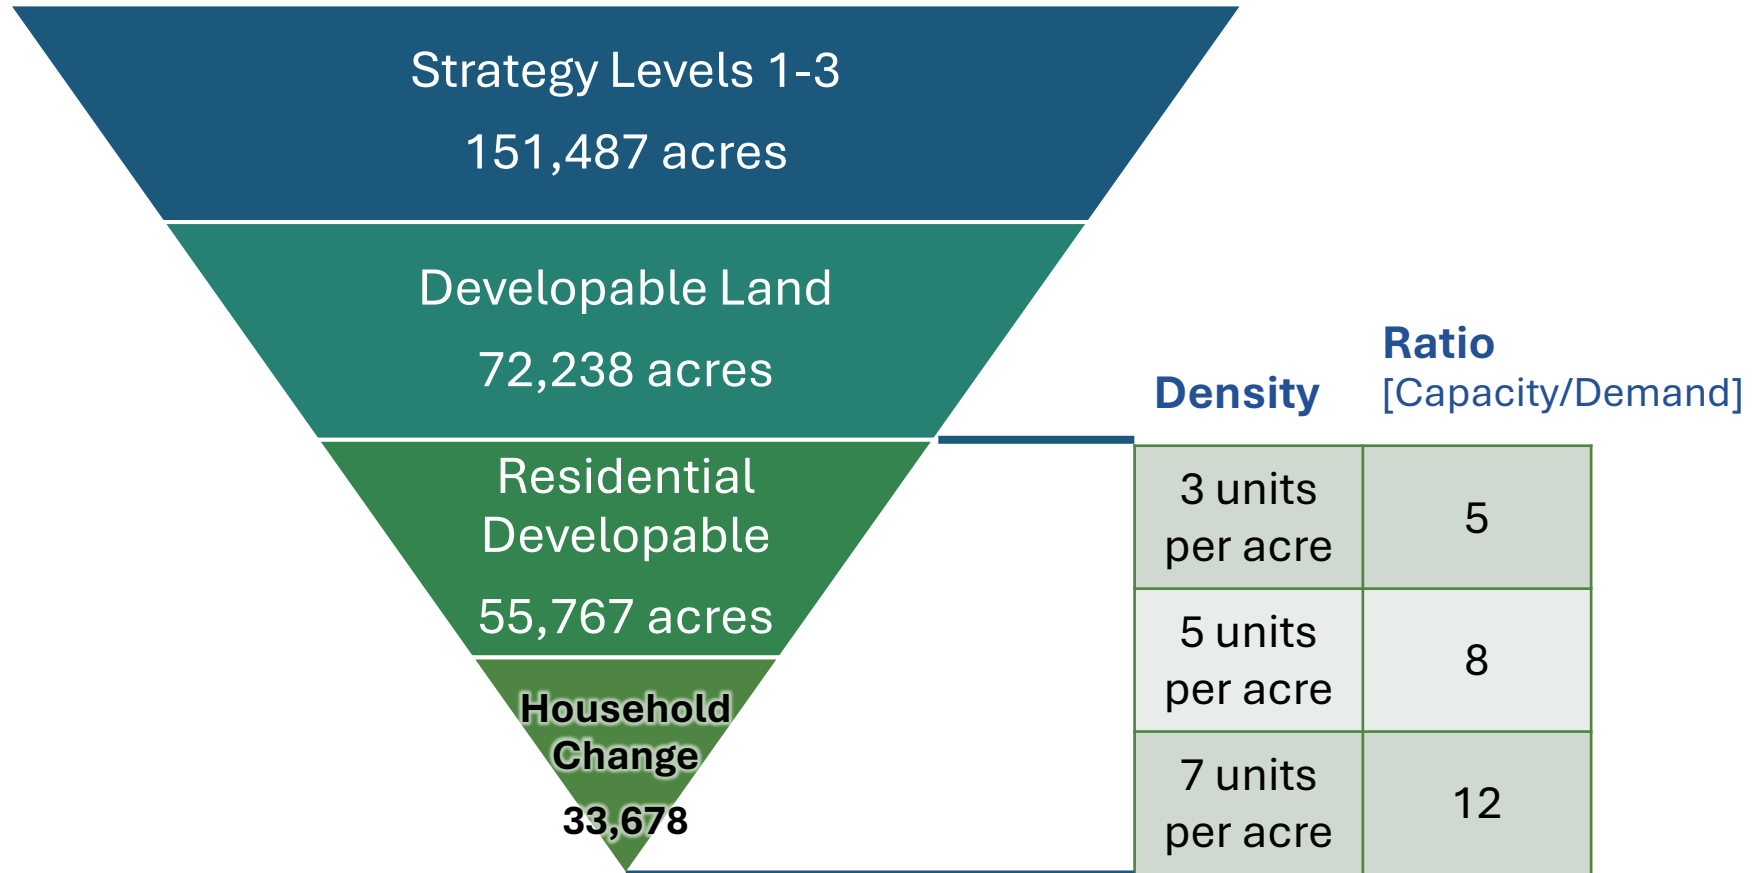 Strategy Levels 1-3
151,487 acres
Developable Land
72,238 acres
Residential
Developable
55,767 acres
Household
Change
33,678
Density
Ratio
[Capacity/Demand]
3 units
per acre
5
5 units
per acre
8
7 units
per acre
12